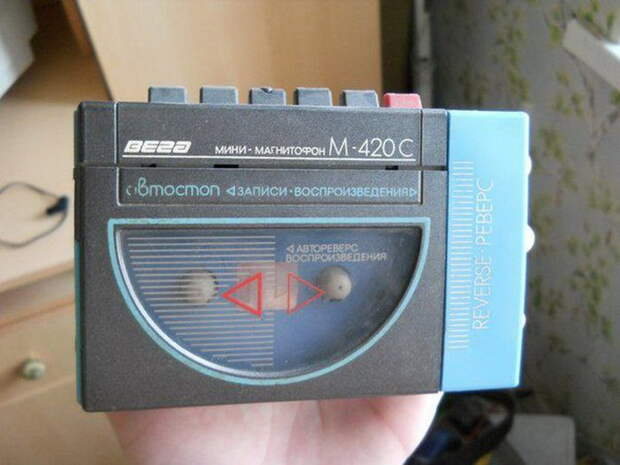 ВЕГА МИНИ-МАГНИТОФОН М-420С
автостоп ◁ЗАПИСИ·ВОСПРОИЗВЕДЕНИЯ▷
◁ АВТОРЕВЕРС
ВОСПРОИЗВЕДЕНИЯ
REVERSE РЕВЕРС